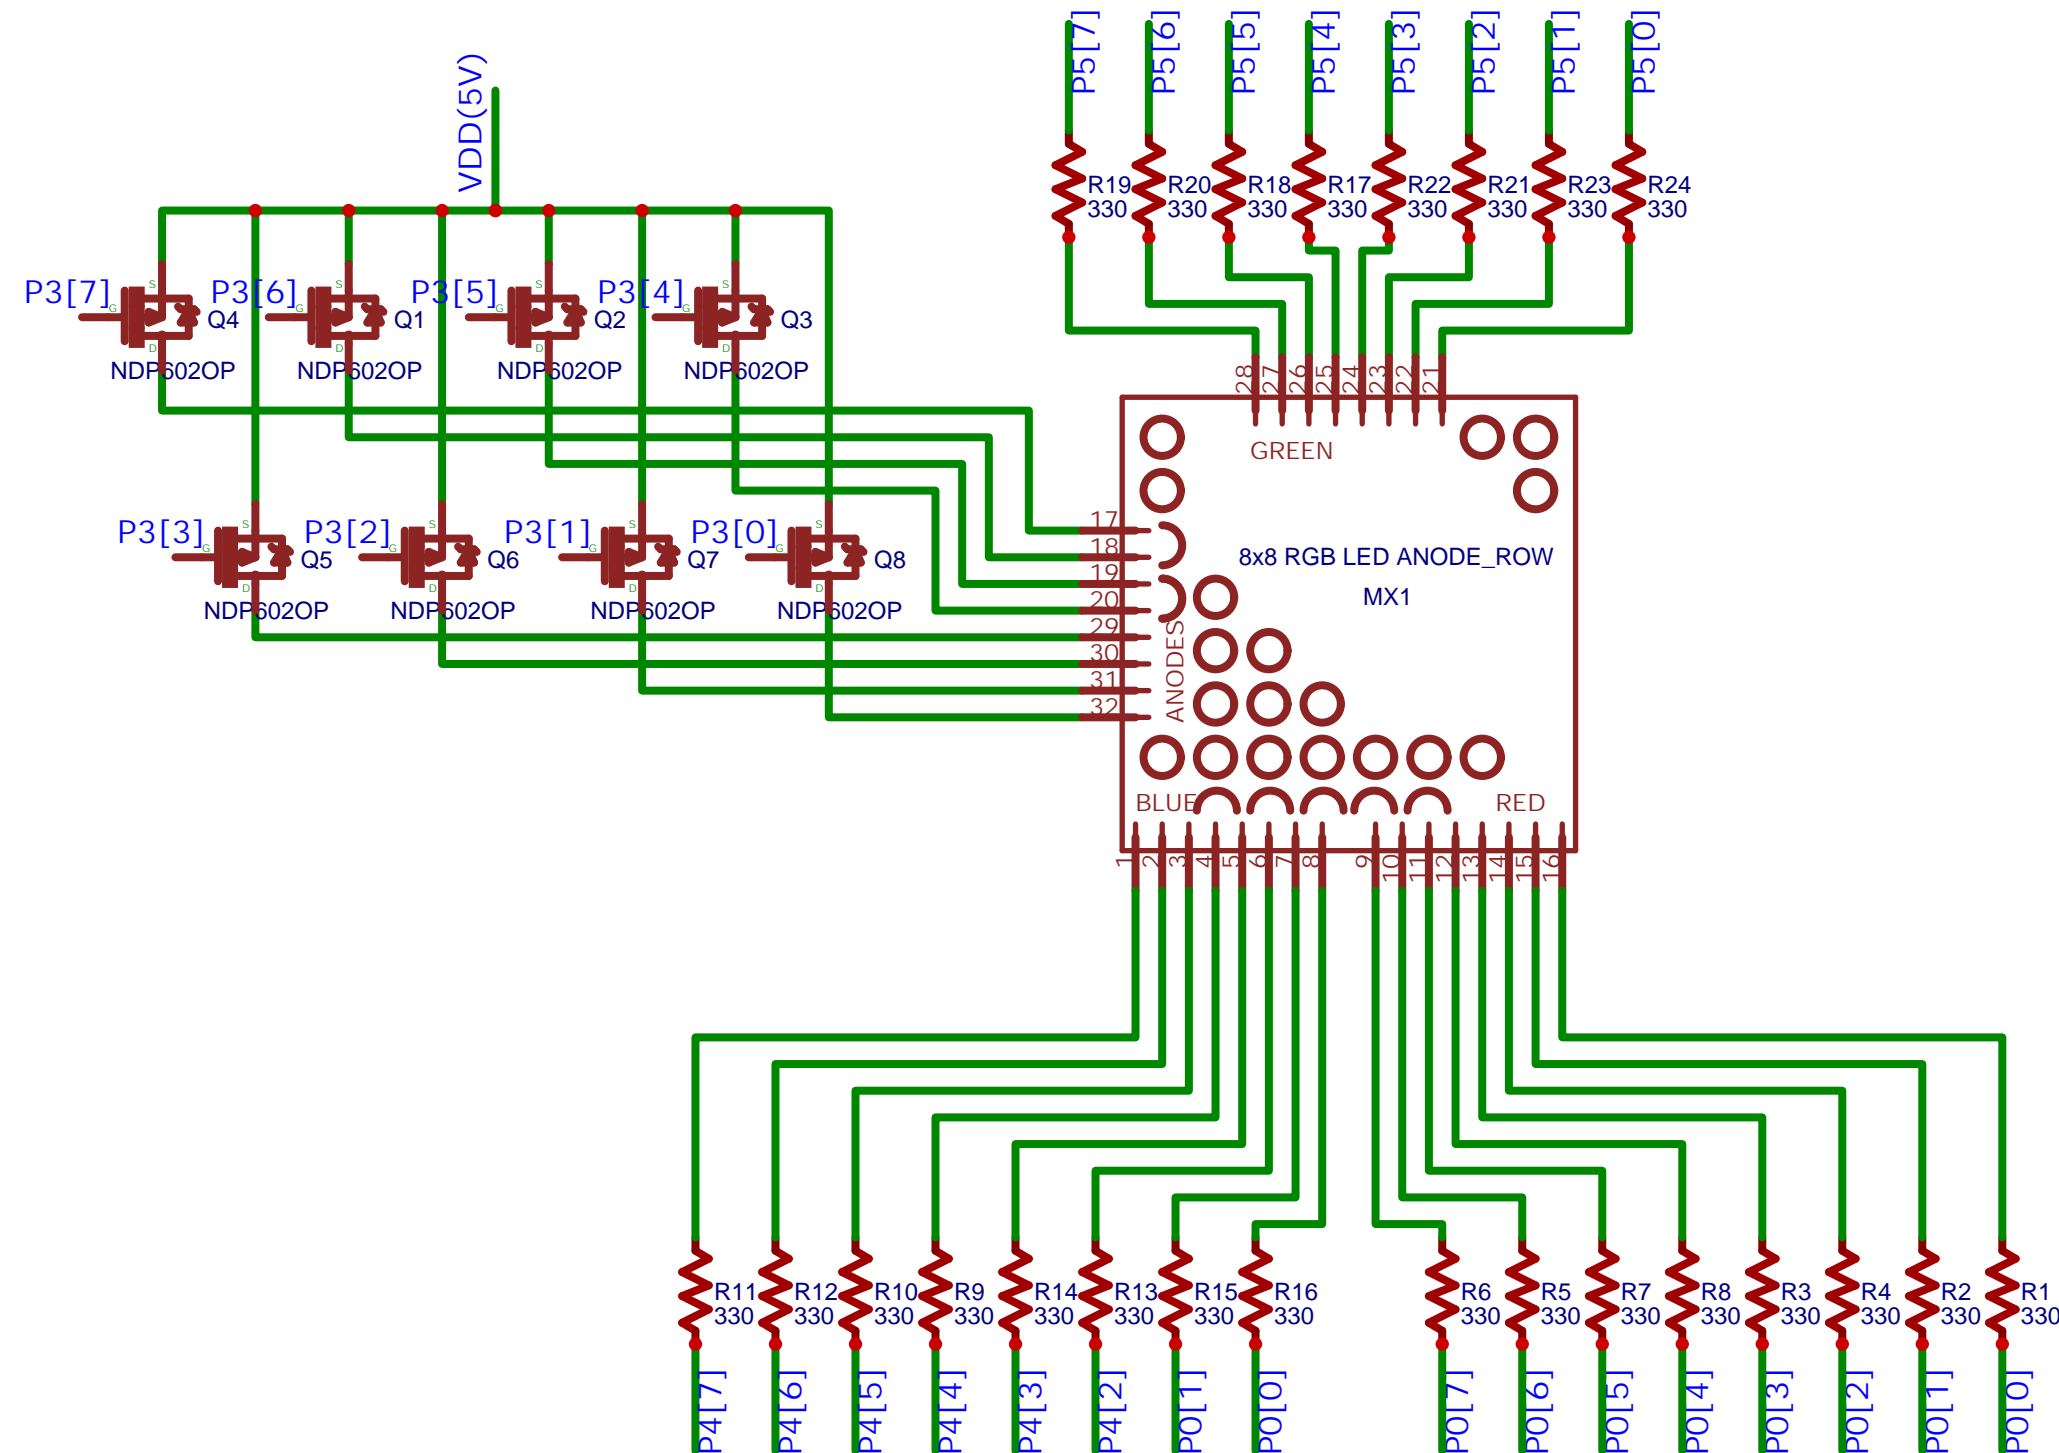 P5[7] P5[6] P5[5] P5[4] P5[3] P5[2] P5[1] P5[0]
VDD(5V)
R19 R20 R18 R17 R22 R21 R23 R24
330 330 330 330 330 330 330 330
P3[7] P3[6] P3[5] P3[4]
S S S S
G G G G
Q4 Q1 Q2 Q3
D D D D
NDP602OP NDP602OP NDP602OP NDP602OP
28 27 26 25 24 23 22 21
GREEN
P3[3] P3[2] P3[1] P3[0]
S S S S
G G G G
Q5 Q6 Q7 Q8
D D D D
NDP602OP NDP602OP NDP602OP NDP602OP
17
18
19
20
29
30
31
32
ANODES
8x8 RGB LED ANODE_ROW
MX1
BLUE RED
1 2 3 4 5 6 7 8 9 10 11 12 13 14 15 16
R11 R12 R10 R9 R14 R13 R15 R16 R6 R5 R7 R8 R3 R4 R2 R1
330 330 330 330 330 330 330 330 330 330 330 330 330 330 330 330
P4[7] P4[6] P4[5] P4[4] P4[3] P4[2] P0[1] P0[0] P0[7] P0[6] P0[5] P0[4] P0[3] P0[2] P0[1] P0[0]